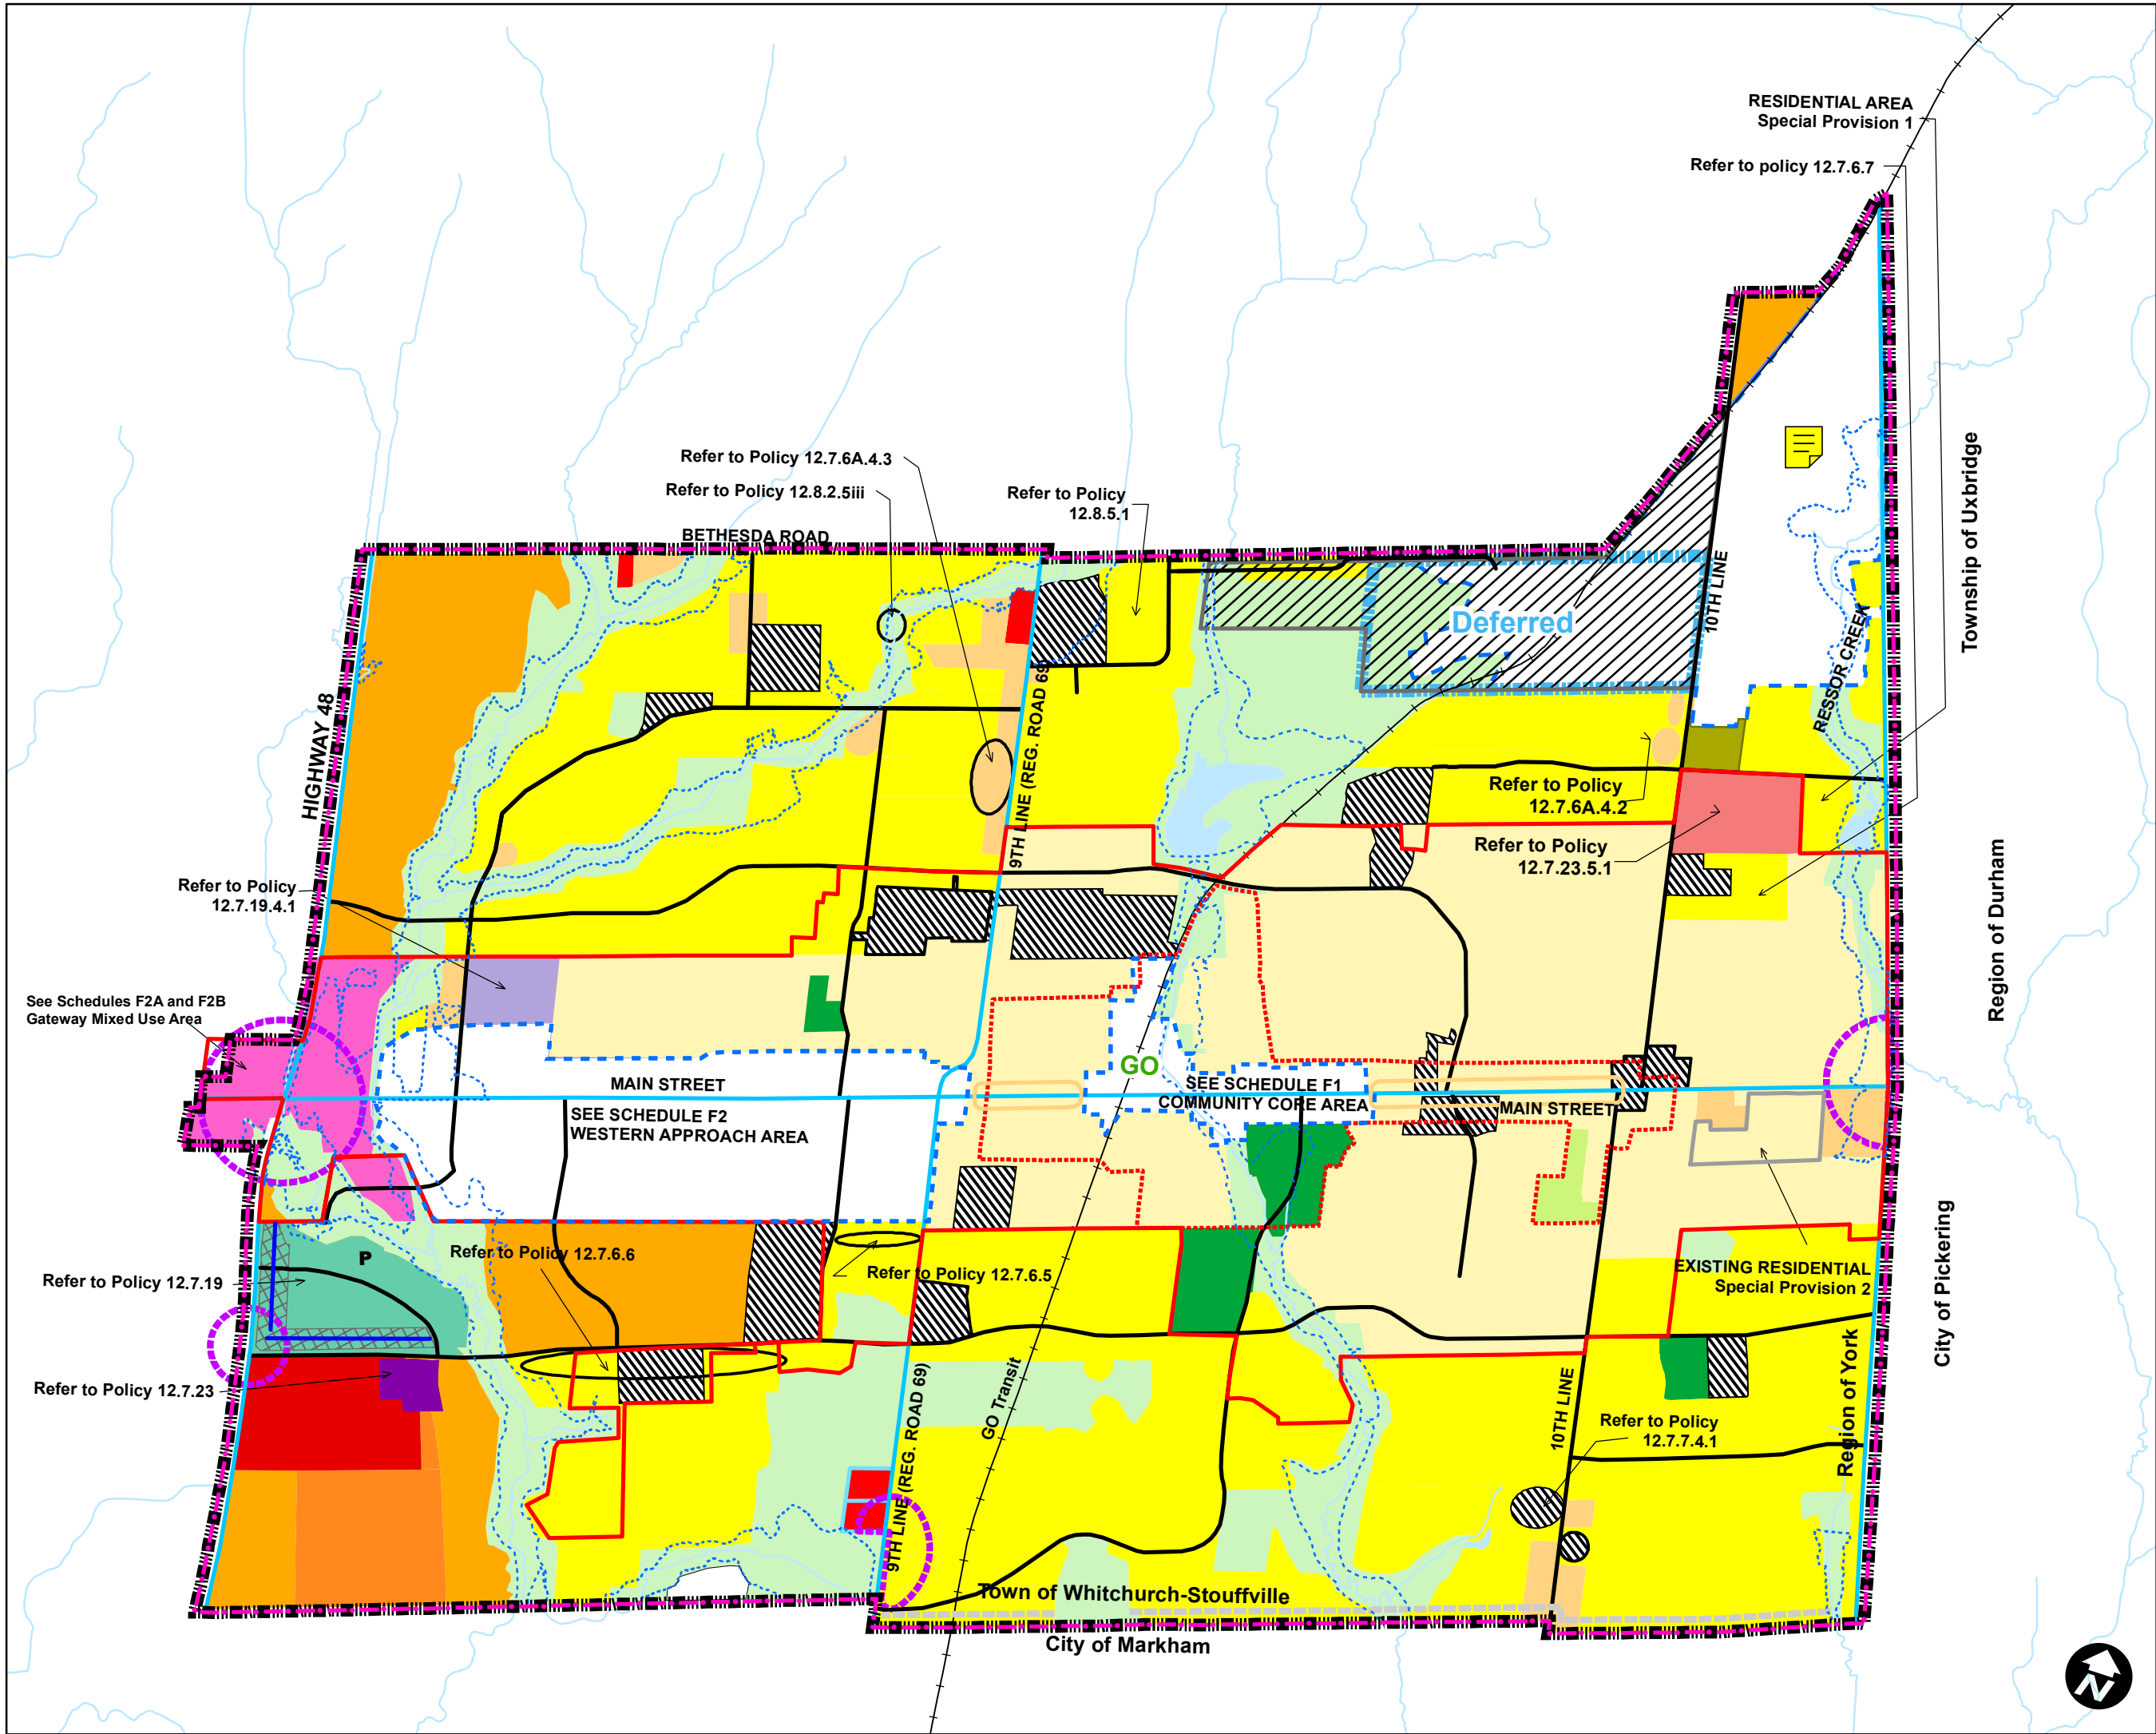 RESIDENTIAL AREA
Special Provision 1
Refer to policy 12.7.6.7
Township of Uxbridge
Refer to Policy 12.7.6A.4.3
Refer to Policy 12.8.2.5iii
Refer to Policy
12.8.5.1
BETHESDA ROAD
Deferred
10TH LINE
RESSOR CREEK
HIGHWAY 48
9TH LINE (REG. ROAD 69)
Refer to Policy
12.7.6A.4.2
Refer to Policy
12.7.23.5.1
Refer to Policy
12.7.19.4.1
Region of Durham
See Schedules F2A and F2B
Gateway Mixed Use Area
GO
MAIN STREET
SEE SCHEDULE F1
COMMUNITY CORE AREA
MAIN STREET
SEE SCHEDULE F2
WESTERN APPROACH AREA
P
Refer to Policy 12.7.6.6
Refer to Policy 12.7.6.5
EXISTING RESIDENTIAL
Special Provision 2
Refer to Policy 12.7.19
City of Pickering
Refer to Policy 12.7.23
GO Transit
9TH LINE (REG. ROAD 69)
10TH LINE
Refer to Policy
12.7.7.4.1
Region of York
Town of Whitchurch-Stouffville
City of Markham
N